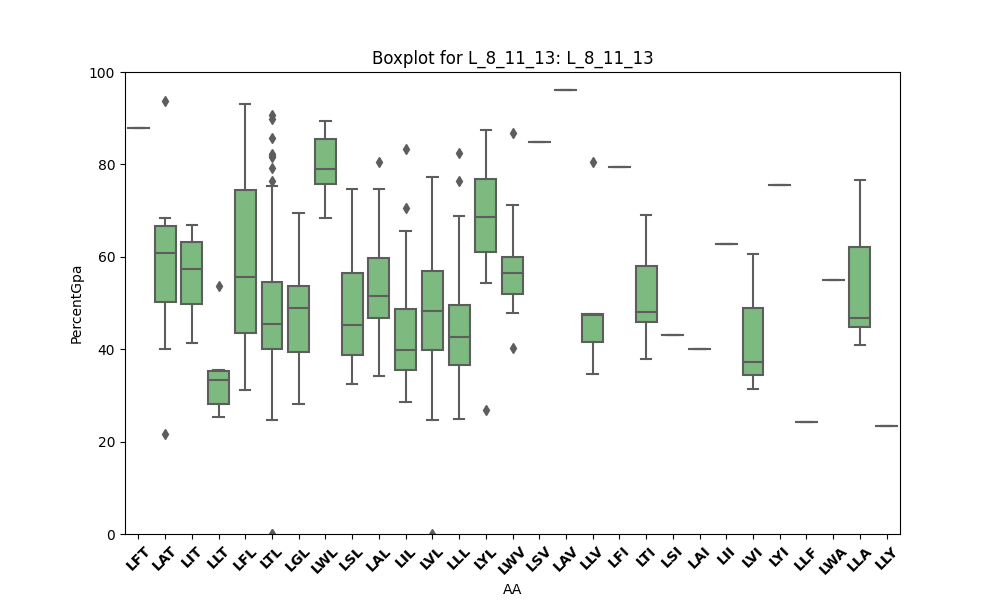 Boxplot for L_8_11_13: L_8_11_13
100
80
60
40
20
0
PercentGpa
LFT LAT LIT LLT LFL LTL LGL LWL LSL LAL LIL LVL LLL LYL LWV LSV LAV LLV LFI LTI LSI LAI LII LVI LYI LLF LWA LLA LLY
AA